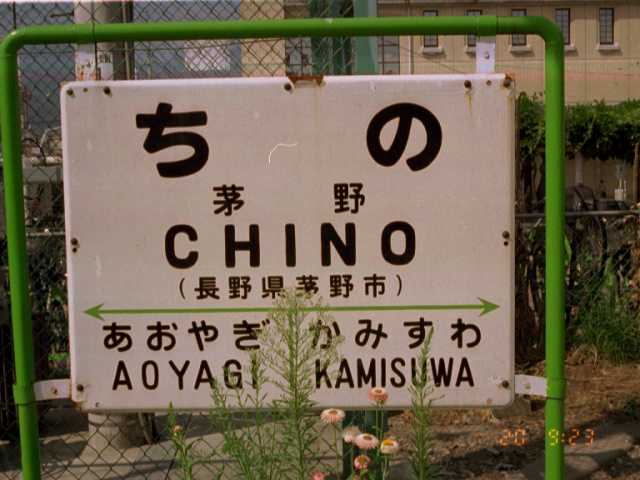 ちの
茅野
CHINO
(長野県茅野市)
あおやぎ かみすわ
AOYAGI KAMISUWA
20 9:23